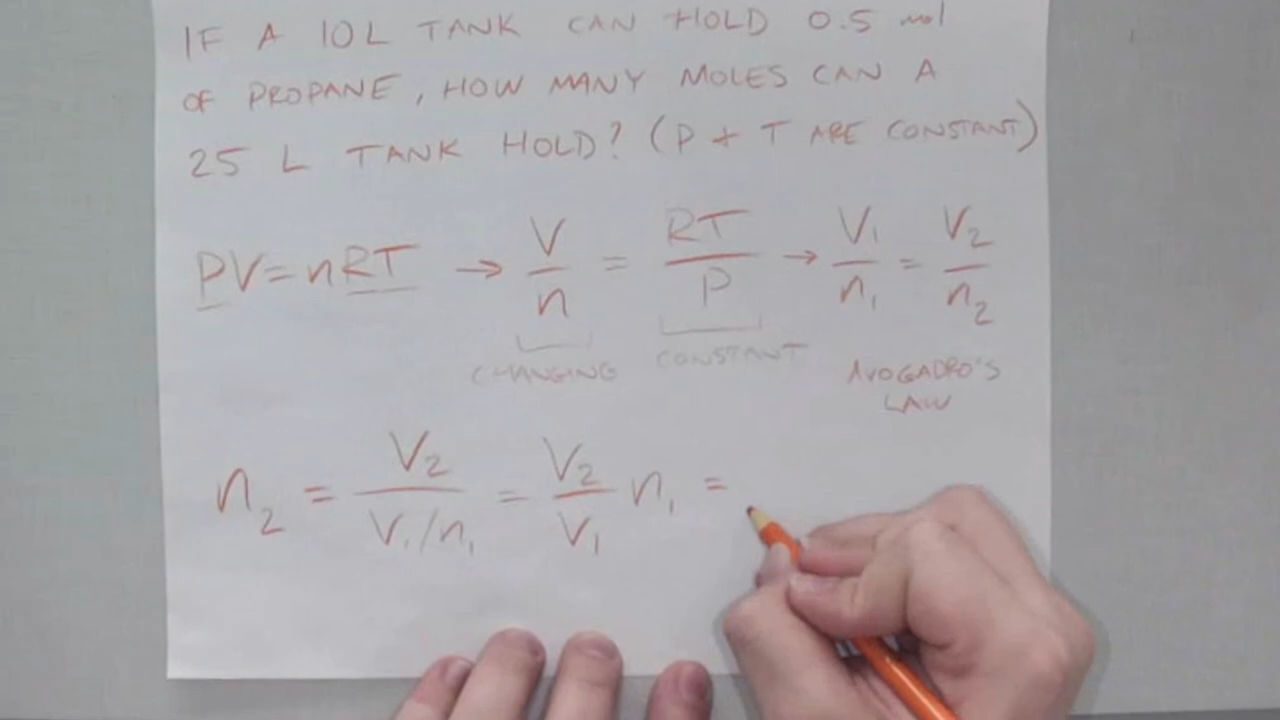 IF A 10L TANK CAN HOLD 0.5 mol
OF PROPANE, HOW MANY MOLES CAN A
25 L TANK HOLD? (P + T ARE CONSTANT)
PV=nRT → V/n = RT/P → V₁/n₁ = V₂/n₂
CHANGING CONSTANT AVOGADRO'S
LAW
n₂ = V₂/(V₁/n₁) = V₂/V₁ n₁ =